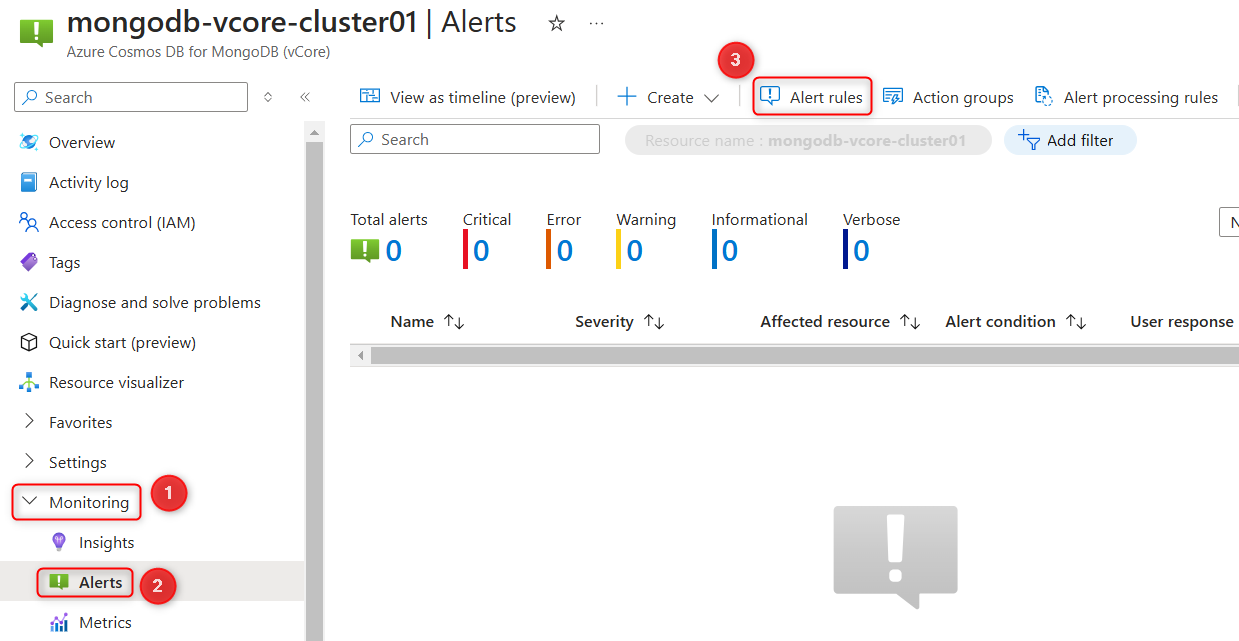 mongodb-vcore-cluster01 | Alerts
Azure Cosmos DB for MongoDB (vCore)
Search
Overview
Activity log
Access control (IAM)
Tags
Diagnose and solve problems
Quick start (preview)
Resource visualizer
Favorites
Settings
Monitoring 1
Insights
Alerts 2
Metrics
3
View as timeline (preview) Create Alert rules Action groups Alert processing rules
Search Resource name : mongodb-vcore-cluster01 Add filter
Total alerts Critical Error Warning Informational Verbose
0 0 0 0 0 0
N
Name Severity Affected resource Alert condition User response